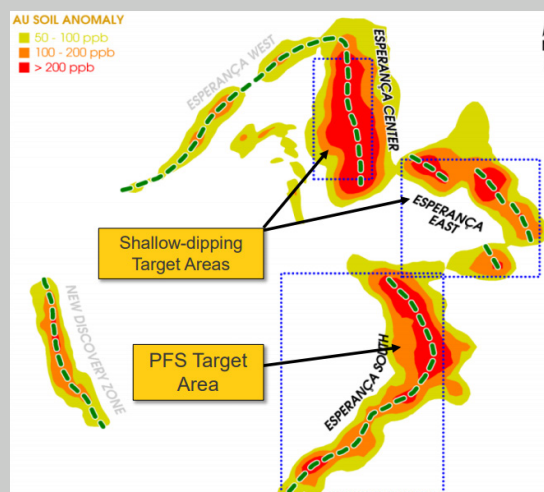 AU SOIL ANOMALY
50 - 100 ppb
100 - 200 ppb
> 200 ppb
ESPERANÇA WEST
ESPERANÇA CENTER
ESPERANÇA
EAST
Shallow-dipping
Target Areas
NEW DISCOVERY ZONE
PFS Target
Area
ESPERANÇA SOUTH